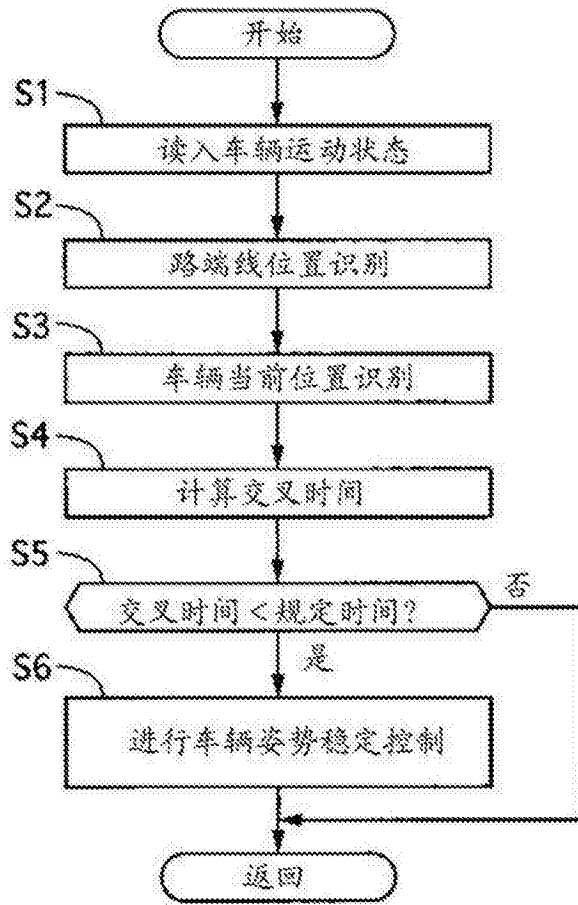 开始
S1
读入车辆运动状态
S2
路端线位置识别
S3
车辆当前位置识别
S4
计算交叉时间
S5
交叉时间<规定时间?
否
是
S6
进行车辆姿势稳定控制
返回